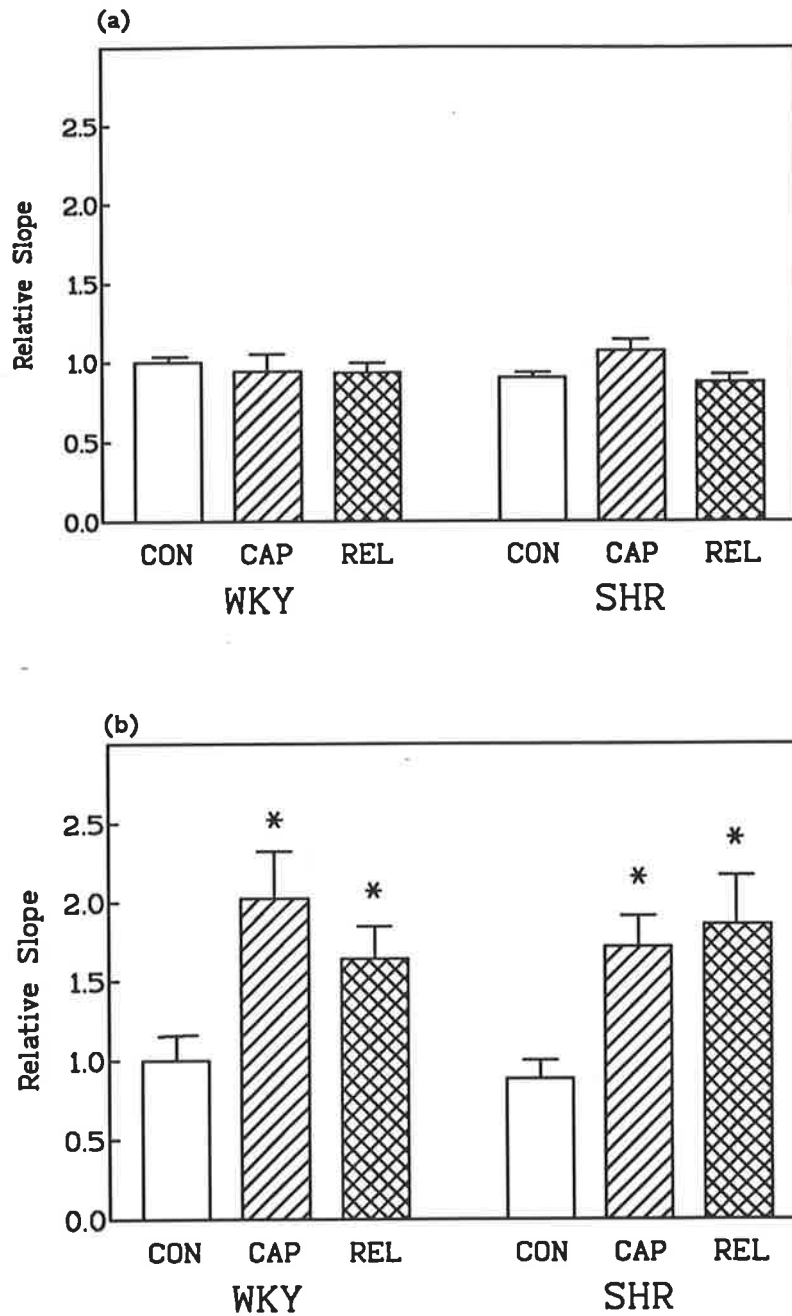 (a)
2.5
2.0
1.5
1.0
0.5
0.0
Relative Slope
CON CAP REL CON CAP REL
WKY SHR
(b)
2.5
2.0
1.5
1.0
0.5
0.0
Relative Slope
* * * *
CON CAP REL CON CAP REL
WKY SHR